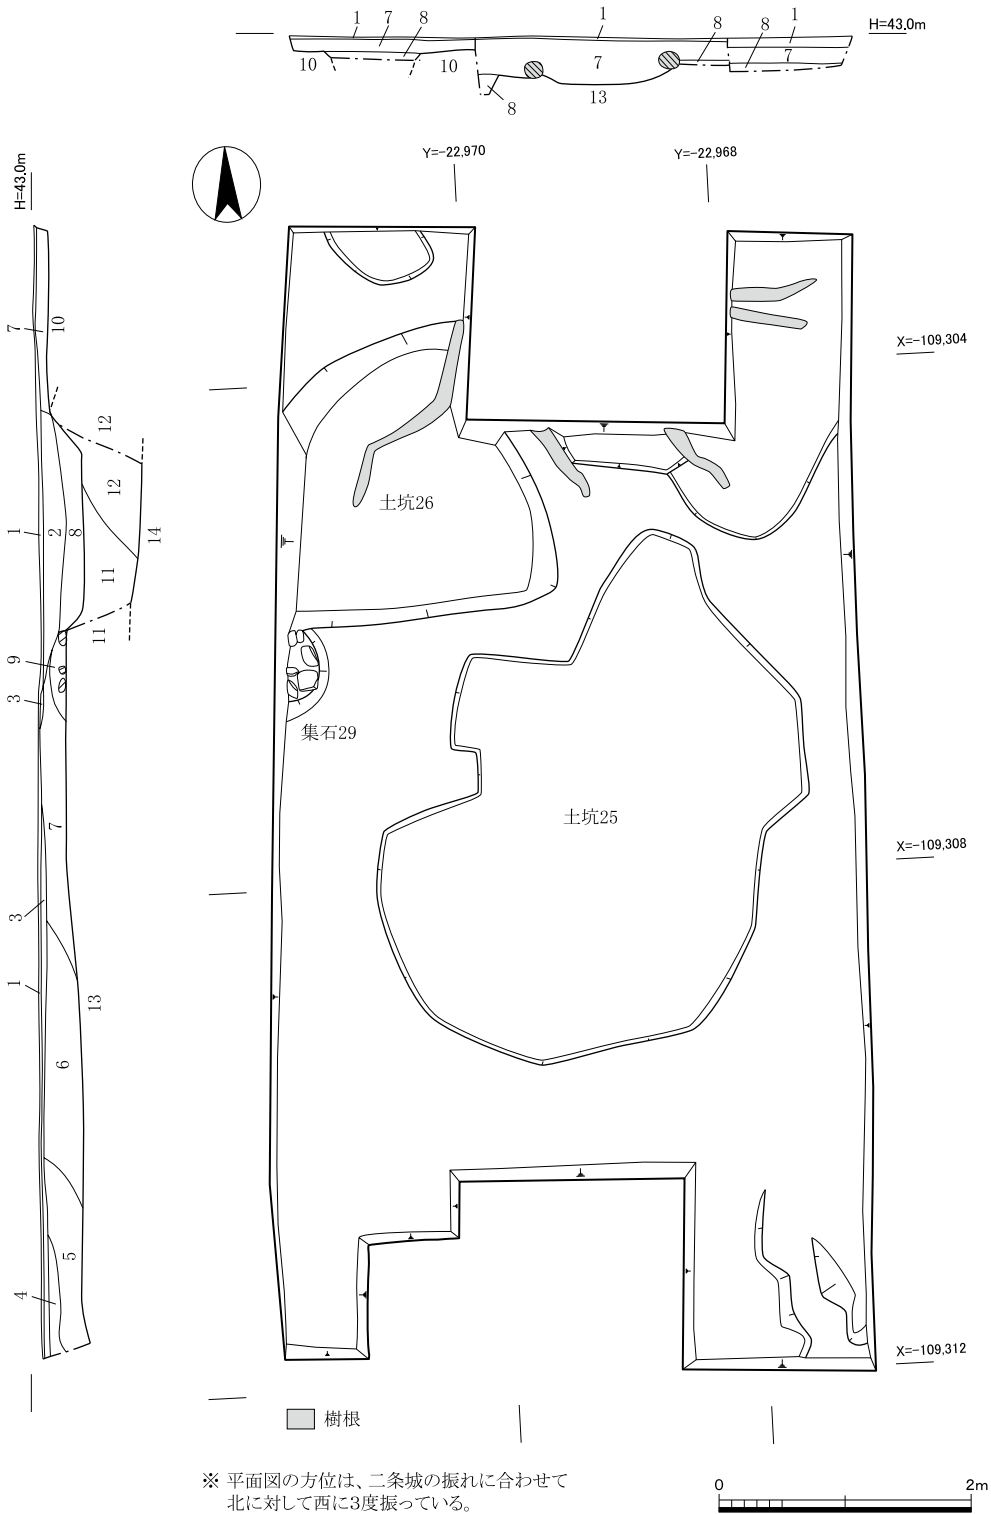 1 7 8 1 8 8 1
H=43.0m
10 10 7 7
8 13
H=43.0m
Y=-22,970
Y=-22,968
7 10
X=-109,304
12
土坑26
12
1 2 8 14
11
11
9
3
集石29
7
土坑25
X=-109,308
3
1
13
6
5
4
X=-109,312
樹根
※ 平面図の方位は、二条城の振れに合わせて
北に対して西に3度振っている。
0 2m